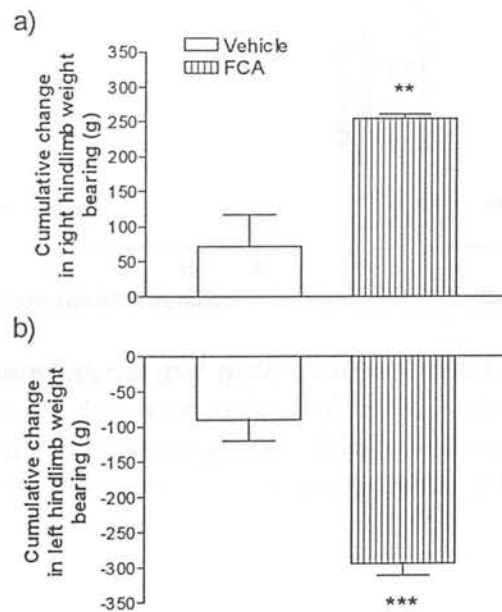 a)
Cumulative change
in right hindlimb weight
bearing (g)
350
300
250
200
150
100
50
0
Vehicle
FCA
**
b)
Cumulative change
in left hindlimb weight
bearing (g)
-0
-50
-100
-150
-200
-250
-300
-350
***